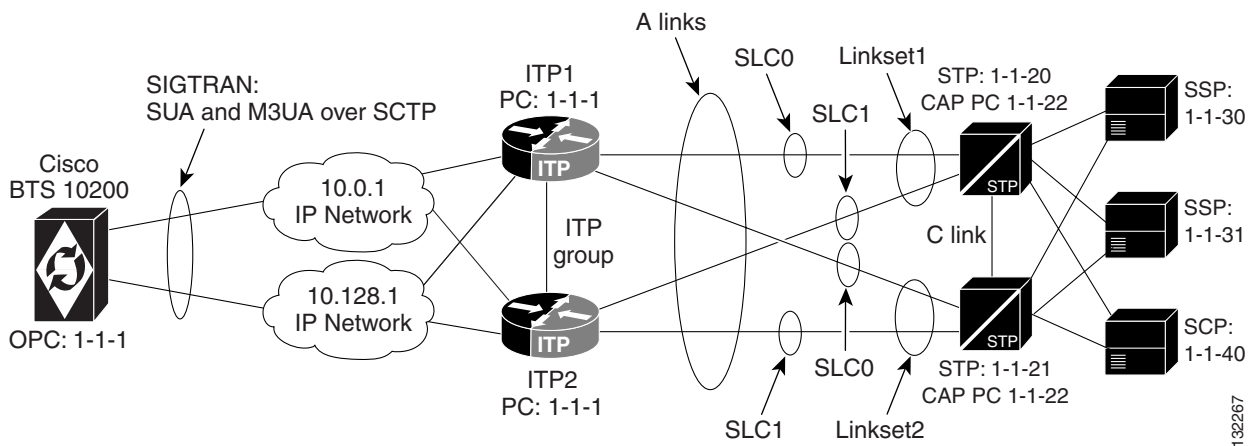 A links
SIGTRAN:
SUA and M3UA over SCTP
ITP1
PC: 1-1-1
SLC0
Linkset1
STP: 1-1-20
CAP PC 1-1-22
SLC1
SSP:
1-1-30
Cisco
BTS 10200
ITP
STP
10.0.1
IP Network
ITP
group
C link
SSP:
1-1-31
10.128.1
IP Network
OPC: 1-1-1
ITP
STP
SCP:
1-1-40
ITP2
PC: 1-1-1
SLC0
STP: 1-1-21
CAP PC 1-1-22
SLC1
Linkset2
132267